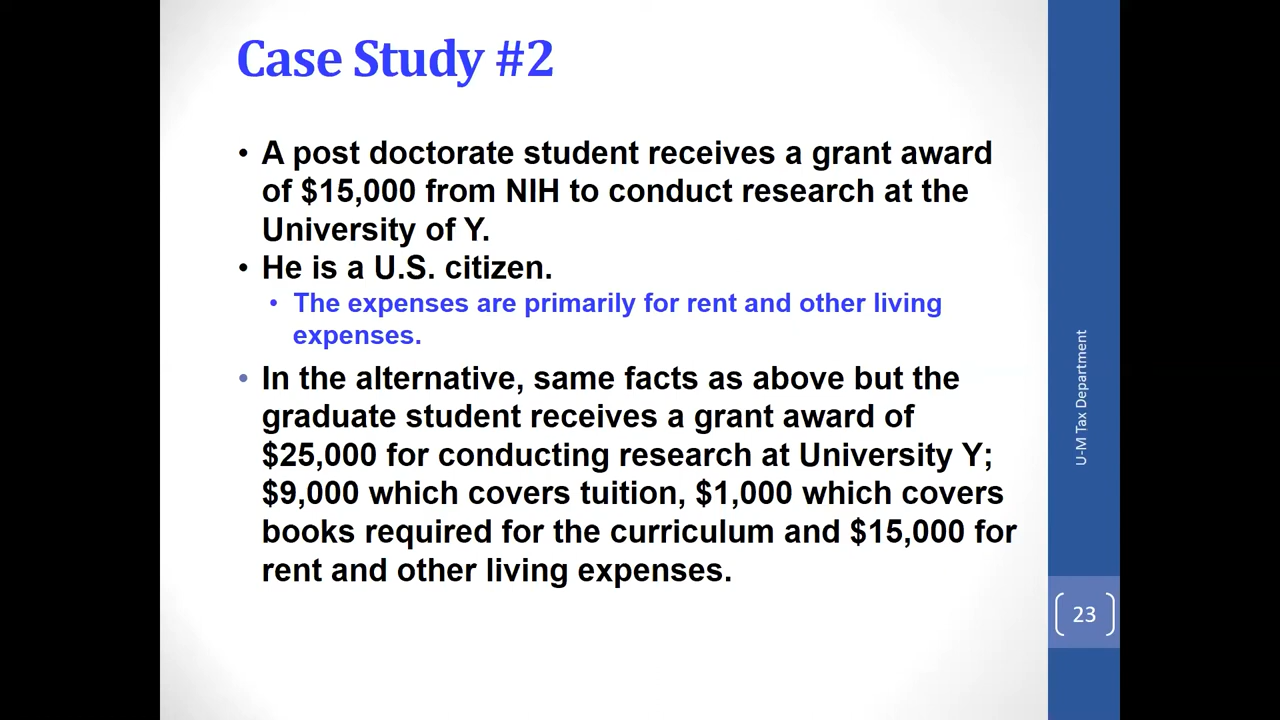 Case Study #2
• A post doctorate student receives a grant award
of $15,000 from NIH to conduct research at the
University of Y.
• He is a U.S. citizen.
• The expenses are primarily for rent and other living
expenses.
• In the alternative, same facts as above but the
graduate student receives a grant award of
$25,000 for conducting research at University Y;
$9,000 which covers tuition, $1,000 which covers
books required for the curriculum and $15,000 for
rent and other living expenses.
U-M Tax Department
23